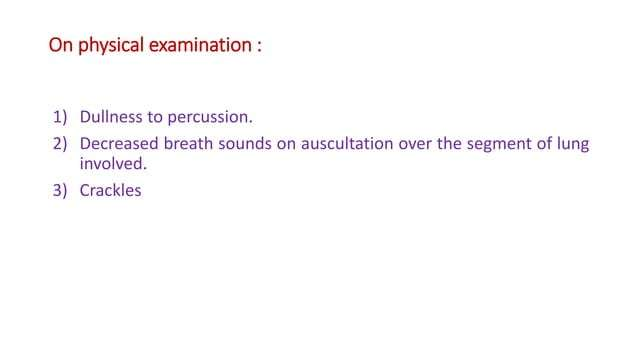 On physical examination :
1) Dullness to percussion.
2) Decreased breath sounds on auscultation over the segment of lung
involved.
3) Crackles